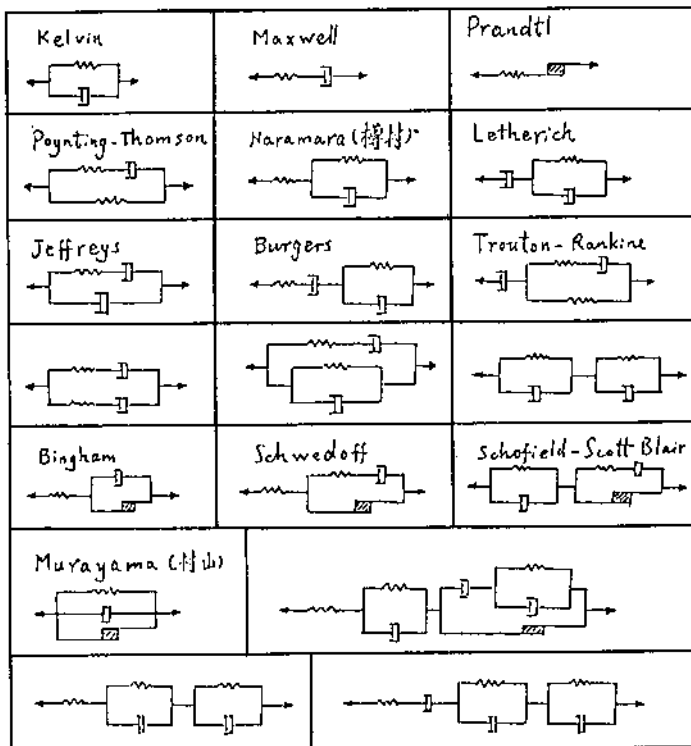 Kelvin
Maxwell
Prandtl
Poynting-Thomson
Naramara (樽村)
Letherich
Jeffreys
Burgers
Trouton-Rankine
Bingham
Schwedoff
Schofield-Scott Blair
Murayama (村山)